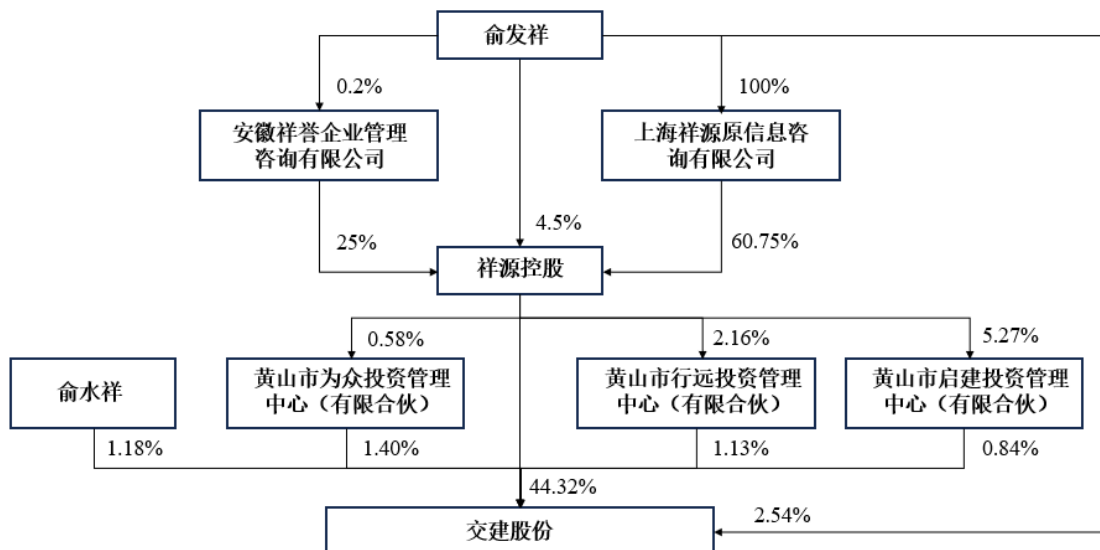 俞发祥
0.2%
100%
安徽祥誉企业管理
咨询有限公司
上海祥源原信息咨
询有限公司
4.5%
25%
60.75%
祥源控股
0.58%
2.16%
5.27%
俞水祥
黄山市为众投资管理
中心（有限合伙）
黄山市行远投资管理
中心（有限合伙）
黄山市启建投资管理
中心（有限合伙）
1.18%
1.40%
1.13%
0.84%
44.32%
交建股份
2.54%